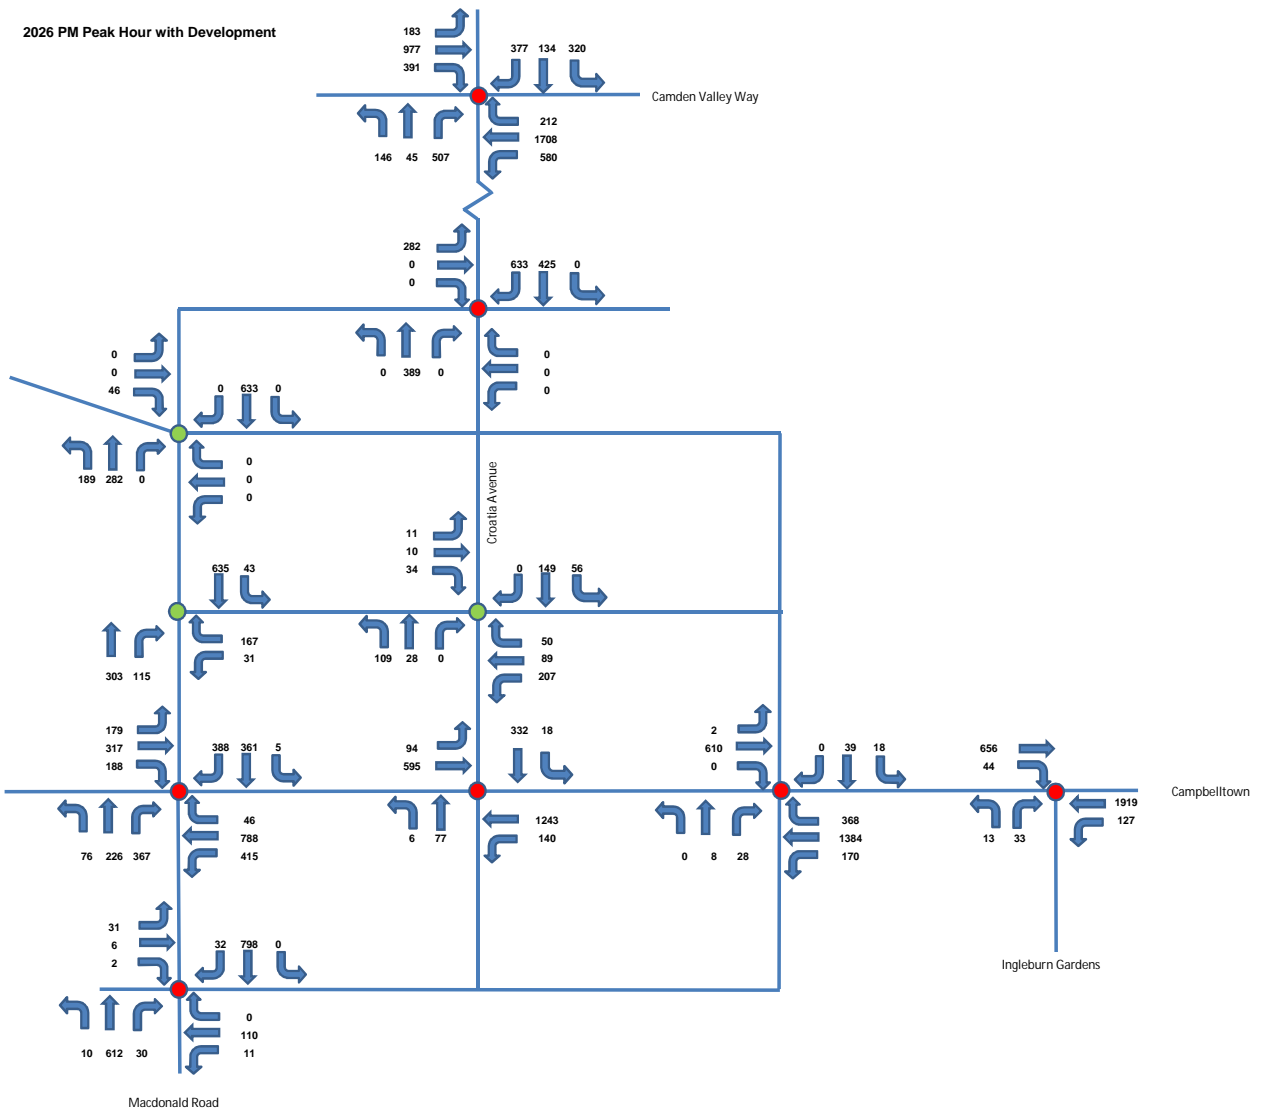 2026 PM Peak Hour with Development
183
977
391
377 134 320
Camden Valley Way
212
1708
580
146 45 507
282
0
0
633 425 0
0 389 0
0
0
0
0
0
46
0 633 0
189 282 0
0
0
0
Croatia Avenue
11
10
34
0 149 56
635 43
167
31
303 115
109 28 0
50
89
207
179
317
188
388 361 5
94
595
332 18
2
610
0
0 39 18
656
44
Campbelltown
76 226 367
46
788
415
6 77
1243
140
0 8 28
368
1384
170
13 33
1919
127
31
6
2
32 798 0
Ingleburn Gardens
10 612 30
0
110
11
Macdonald Road